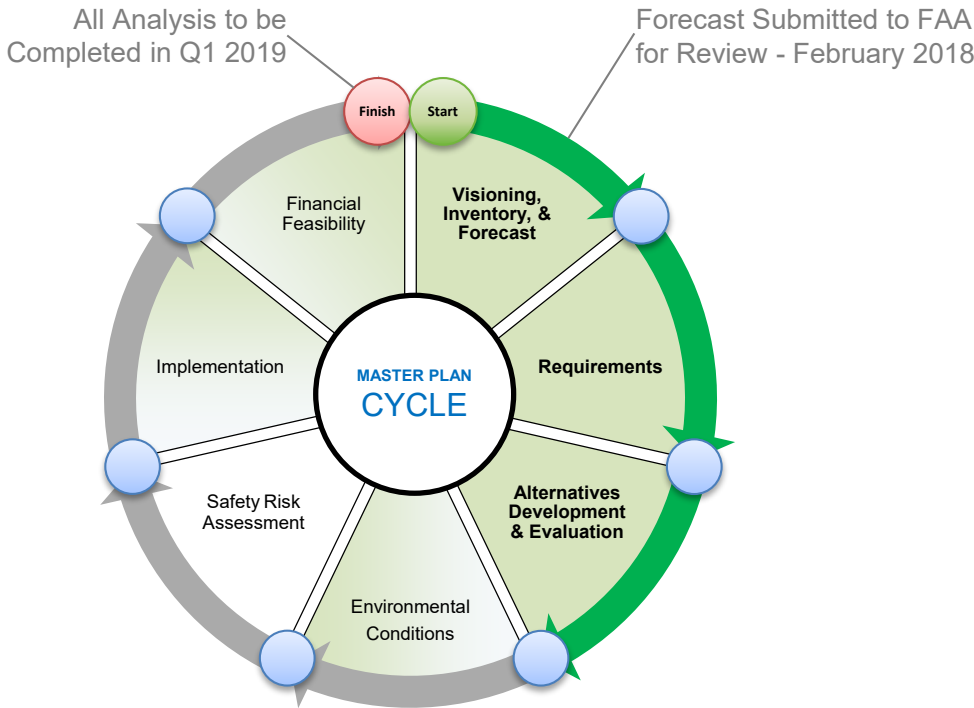 All Analysis to be
Completed in Q1 2019
Forecast Submitted to FAA
for Review - February 2018
Finish
Start
Visioning,
Inventory, &
Forecast
Requirements
Alternatives
Development
& Evaluation
Environmental
Conditions
Safety Risk
Assessment
Implementation
Financial
Feasibility
MASTER PLAN
CYCLE